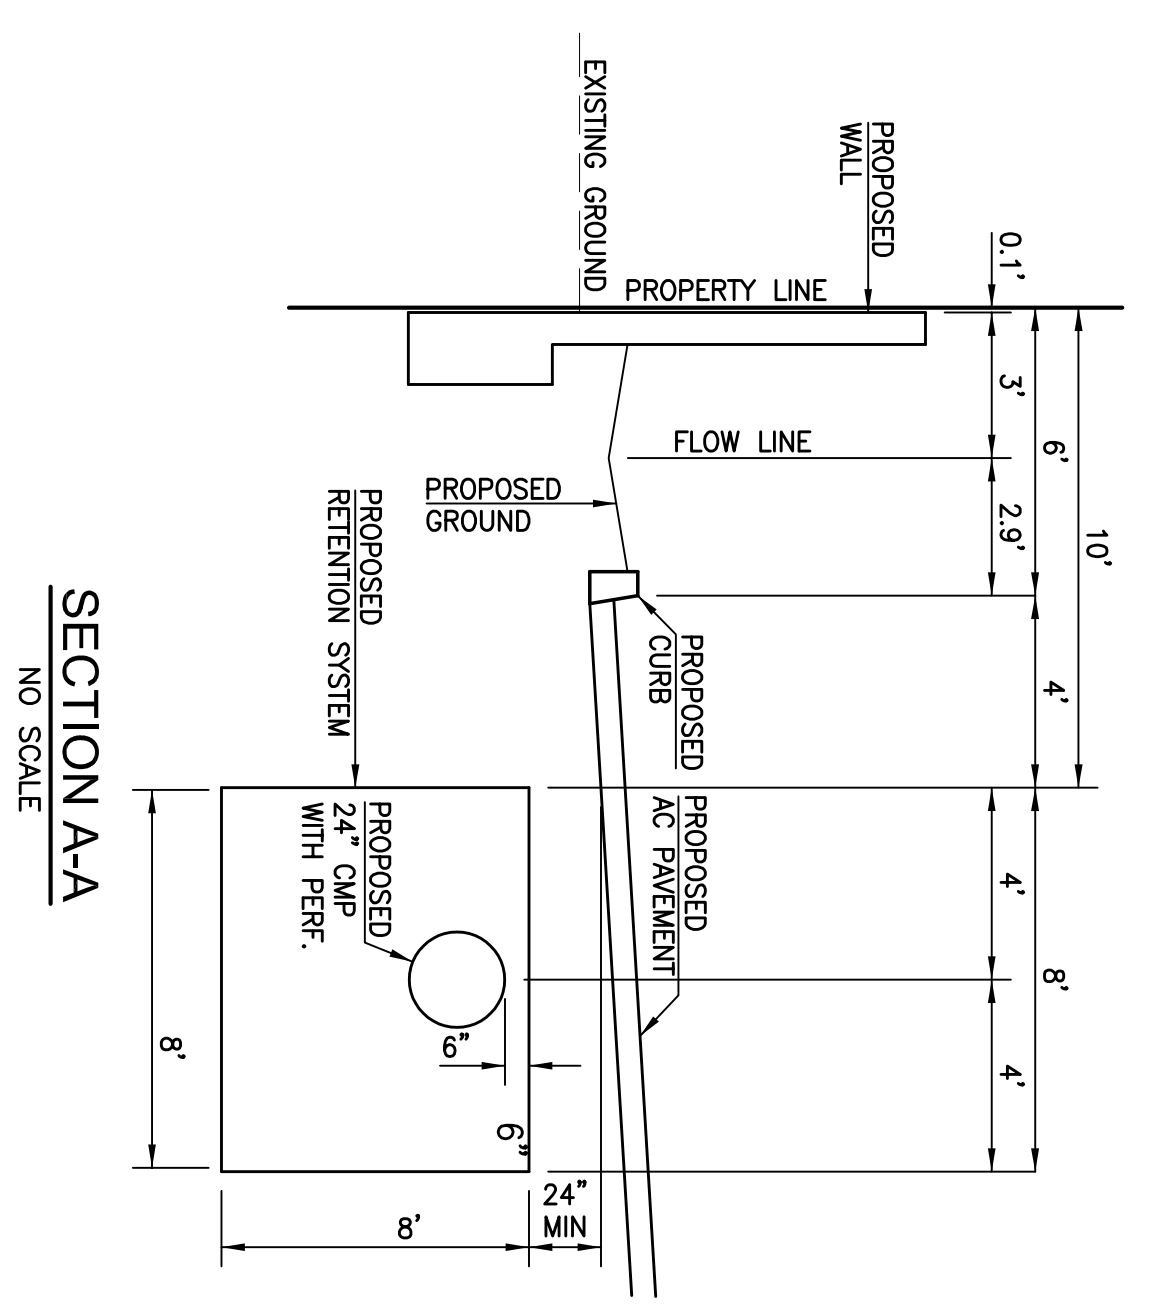 0.1'
3'
2.9'
6'
10'
4'
4'
8'
4'
PROPOSED
WALL
PROPERTY LINE
EXISTING GROUND
FLOW LINE
PROPOSED
GROUND
PROPOSED
CURB
PROPOSED
AC PAVEMENT
PROPOSED
RETENTION SYSTEM
PROPOSED
24" CMP
WITH PERF.
6"
6"
24"
MIN
8'
8'
SECTION A-A
NO SCALE